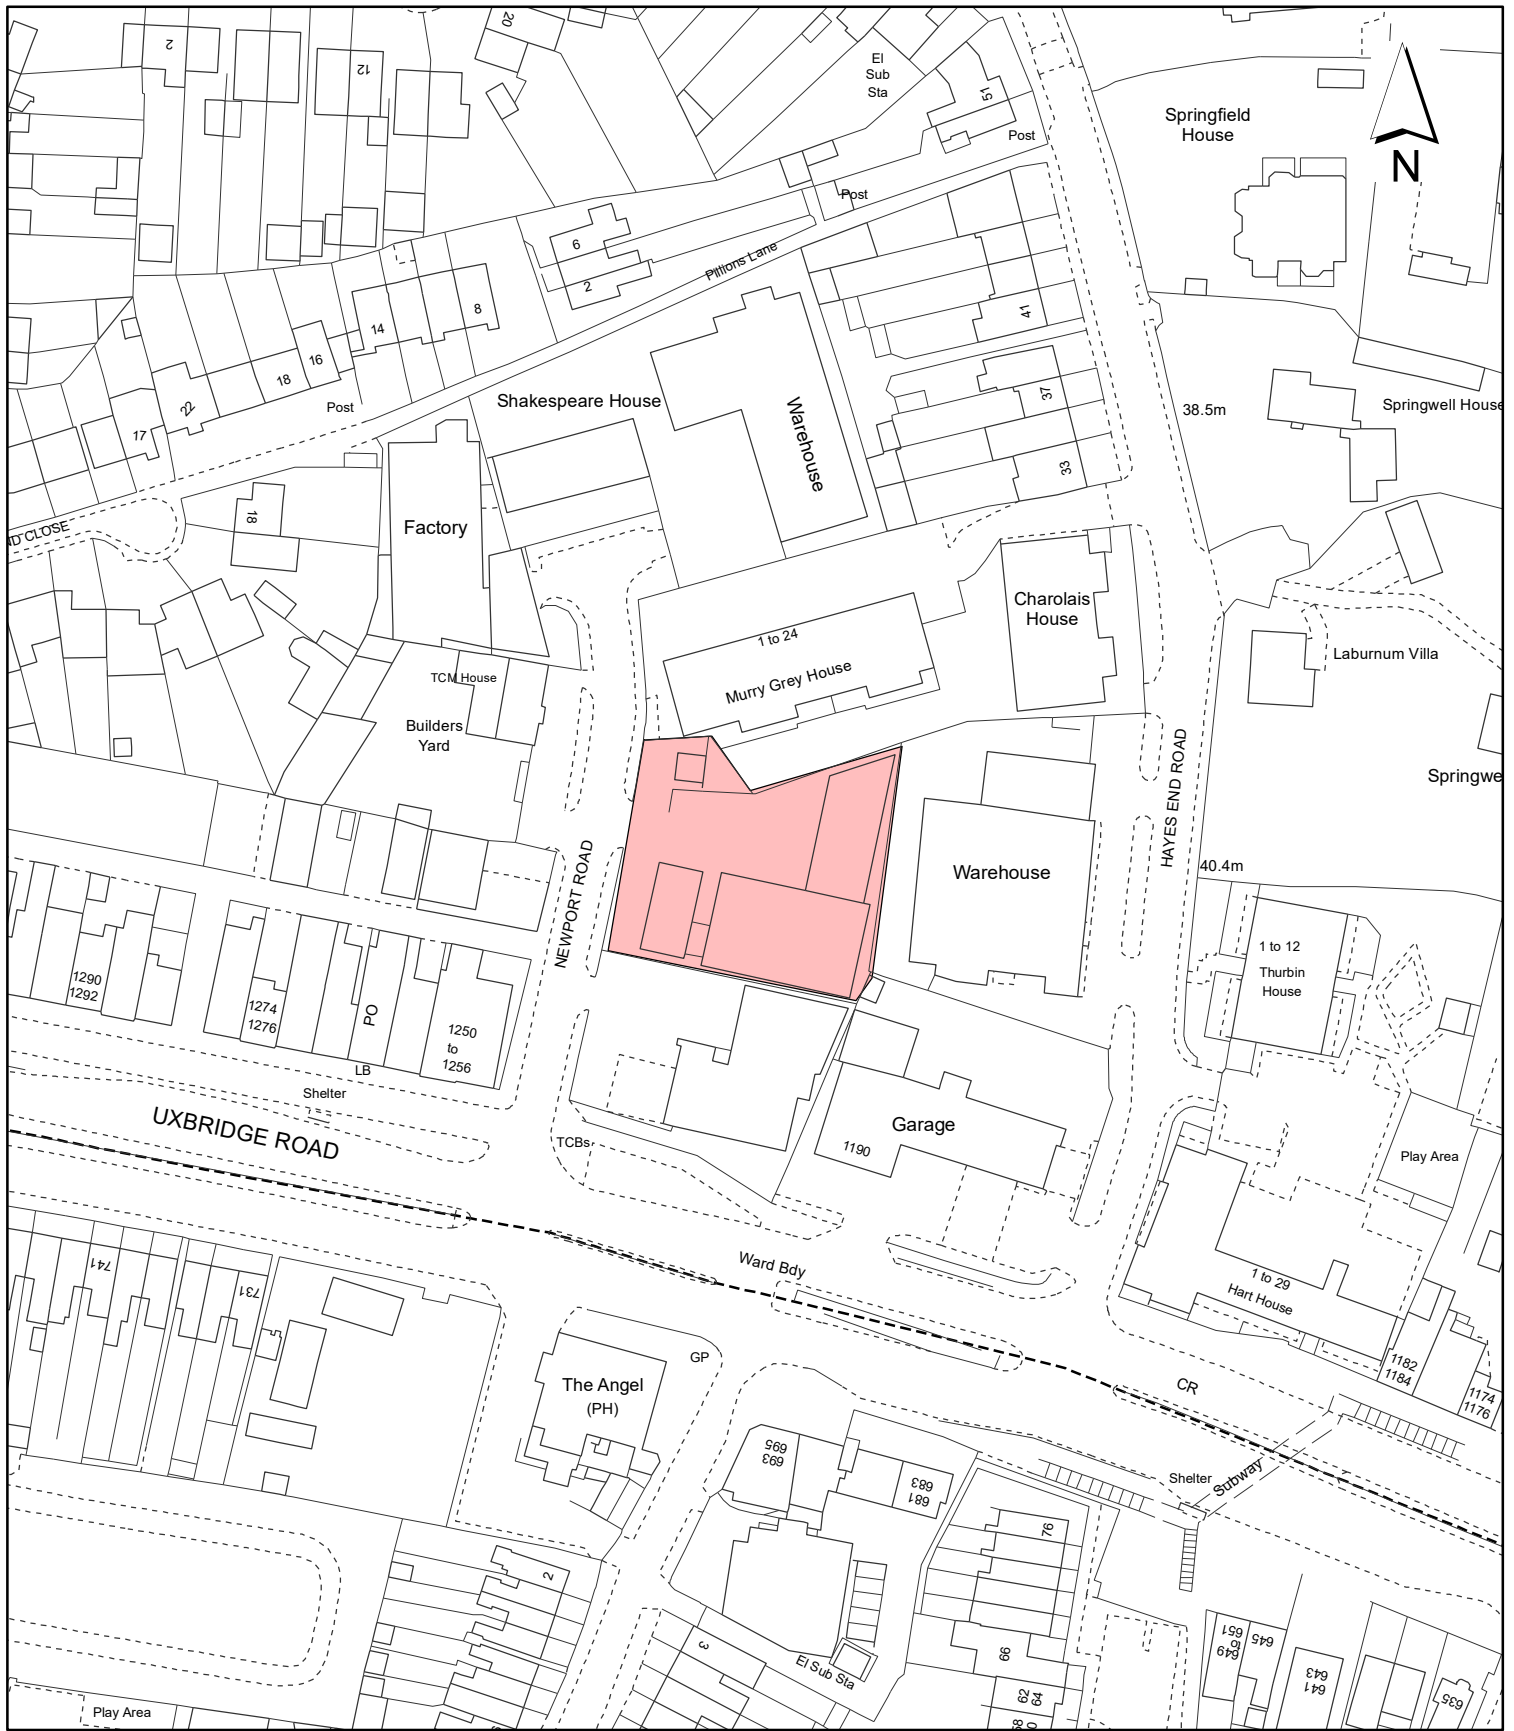 2
12
20
El
Sub
Sta
51
Post
Springfield
House
N
Post
6
2
Pillions Lane
8
14
16
18
22
17
Post
41
37
33
38.5m
Springwell House
Shakespeare House
Warehouse
Factory
18
ND CLOSE
Charolais
House
1 to 24
Murry Grey House
Laburnum Villa
TCM House
Builders
Yard
HAYES END ROAD
Springwe
NEWPORT ROAD
Warehouse
40.4m
1 to 12
Thurbin
House
1290
1292
1274
1276
PO
1250
to
1256
LB
Shelter
UXBRIDGE ROAD
TCBs
Garage
1190
Play Area
Ward Bdy
741
731
1 to 29
Hart House
GP
The Angel
(PH)
CR
1182
1184
1174
1176
695
693
683
681
Shelter
Subway
76
2
3
El Sub Sta
66
62
64
651
to
649
645
643
641
635
Play Area